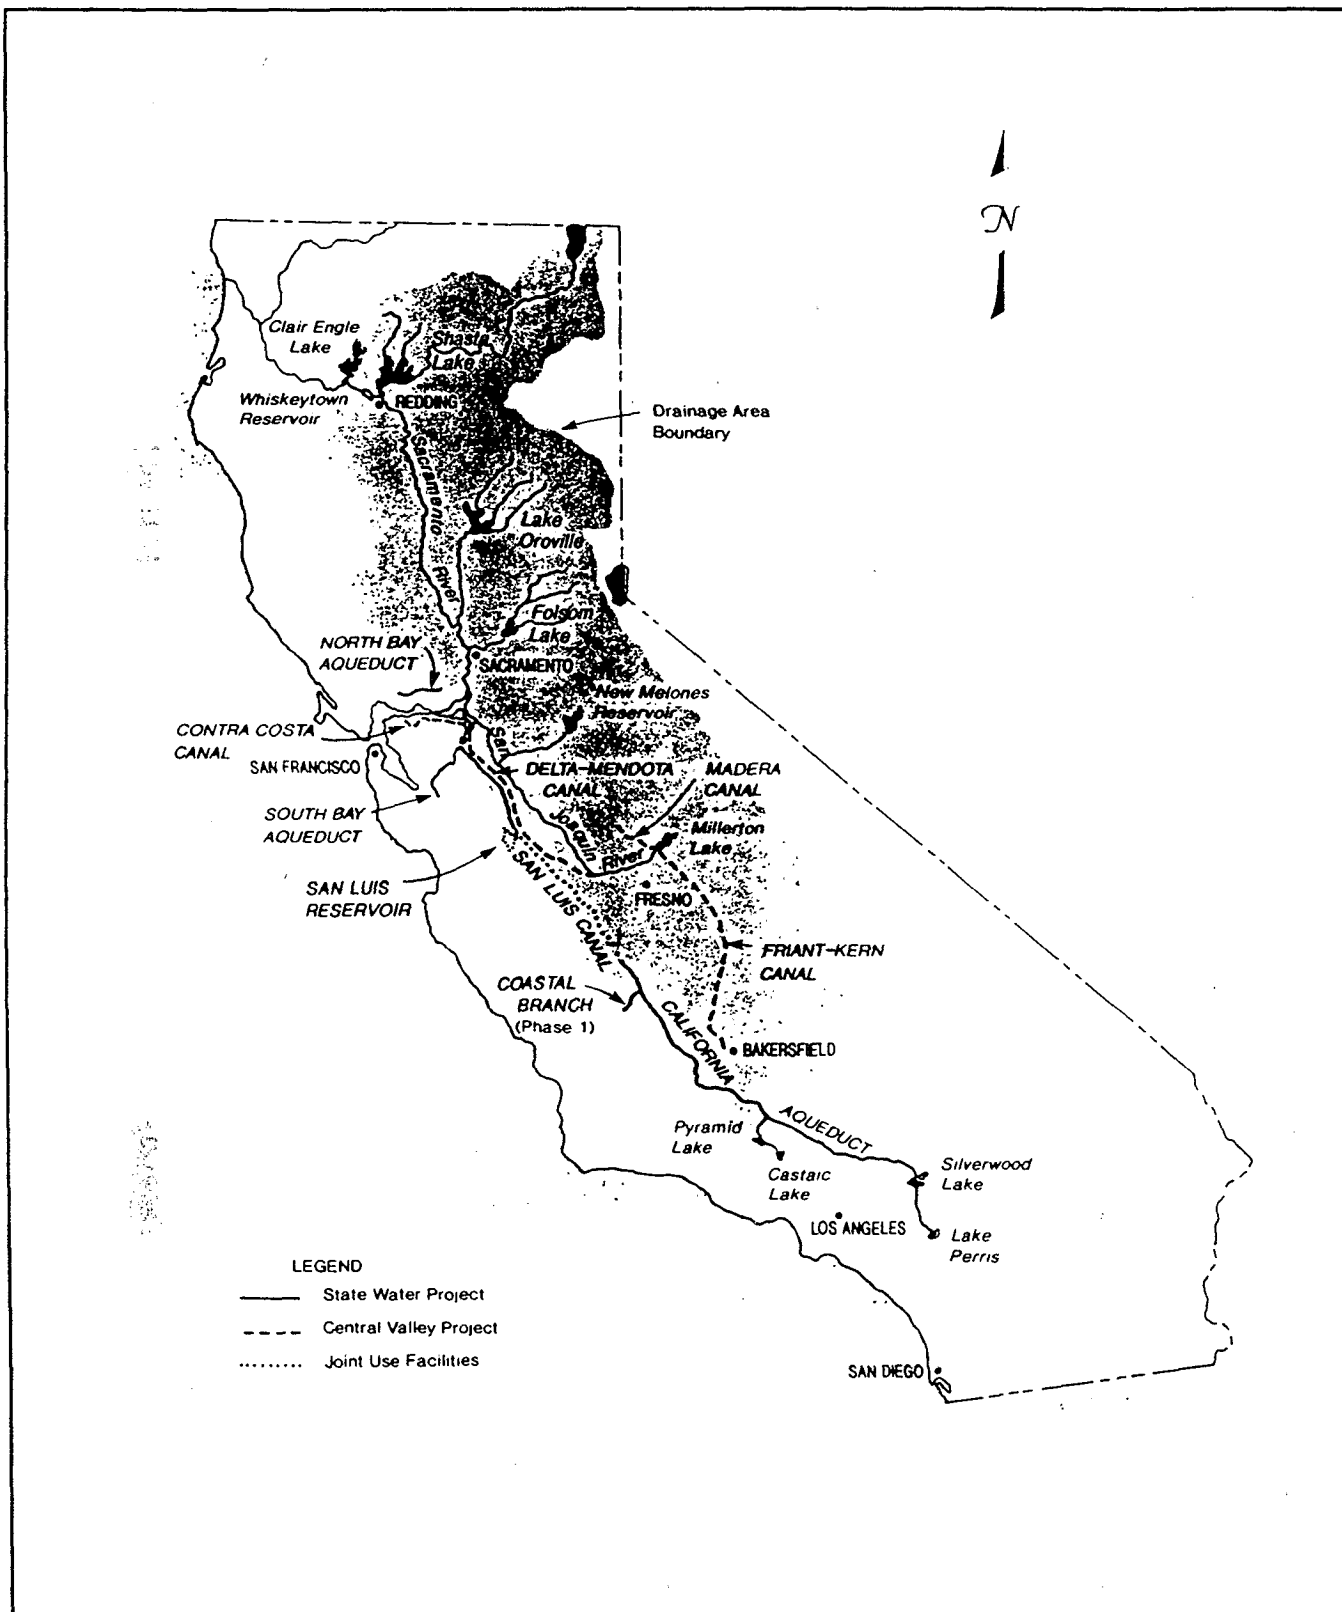 N
Clair Engle
Lake
Shasta
Lake
Whiskeytown
Reservoir
REDDING
Drainage Area
Boundary
Sacramento
River
Lake
Oroville
Folsom
Lake
NORTH BAY
AQUEDUCT
SACRAMENTO
New Melones
Reservoir
CONTRA COSTA
CANAL
SAN FRANCISCO
San
Joaquin
River
DELTA-MENDOTA
CANAL
MADERA
CANAL
SOUTH BAY
AQUEDUCT
Millerton
Lake
SAN LUIS
RESERVOIR
SAN LUIS CANAL
FRESNO
FRIANT-KERN
CANAL
COASTAL
BRANCH
(Phase 1)
CALIFORNIA
AQUEDUCT
BAKERSFIELD
Pyramid
Lake
Castaic
Lake
Silverwood
Lake
LOS ANGELES
Lake
Perris
LEGEND
State Water Project
Central Valley Project
Joint Use Facilities
SAN DIEGO